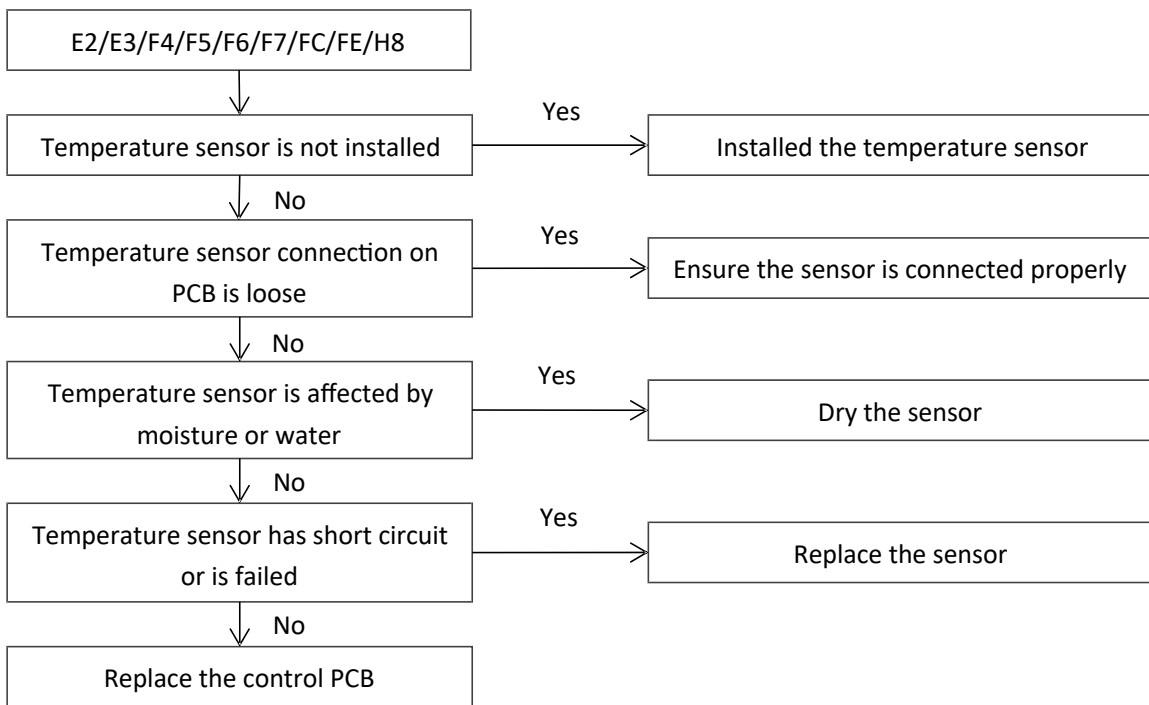 E2/E3/F4/F5/F6/F7/FC/FE/H8
Temperature sensor is not installed
Yes
Installed the temperature sensor
No
Temperature sensor connection on
PCB is loose
Yes
Ensure the sensor is connected properly
No
Temperature sensor is affected by
moisture or water
Yes
Dry the sensor
No
Temperature sensor has short circuit
or is failed
Yes
Replace the sensor
No
Replace the control PCB